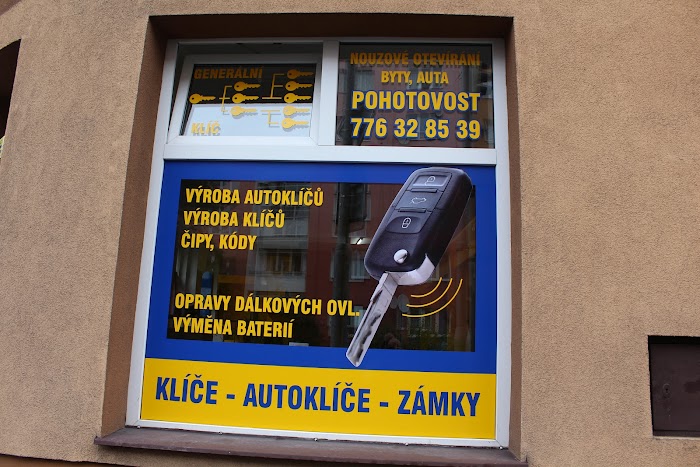 GENERÁLNÍ
KLÍČ
NOUZOVÉ OTEVÍRÁNÍ
BYTY, AUTA
POHOTOVOST
776 32 85 39
VÝROBA AUTOKLÍČŮ
VÝROBA KLÍČŮ
ČIPY, KÓDY
OPRAVY DÁLKOVÝCH OVL.
VÝMĚNA BATERIÍ
KLÍČE - AUTOKLÍČE - ZÁMKY